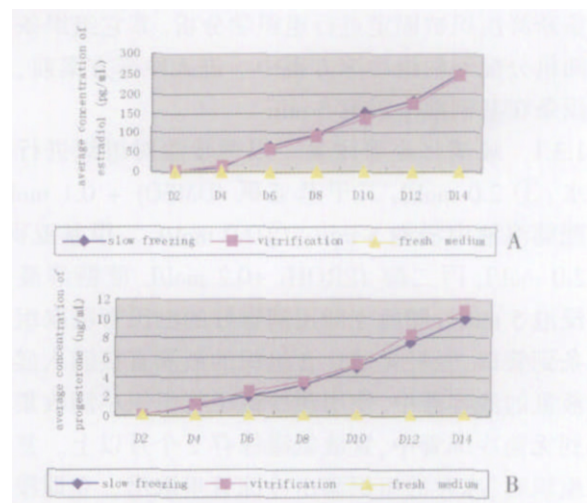 average concentration of
estradiol (pg/mL)
300
250
200
150
100
50
0
D2 D4 D6 D8 D10 D12 D14
slow freezing vitrification fresh medium
A
average concentration of
progesterone (ng/mL)
12
10
8
6
4
2
0
D2 D4 D6 D8 D10 D12 D14
slow freezing vitrification fresh medium
B